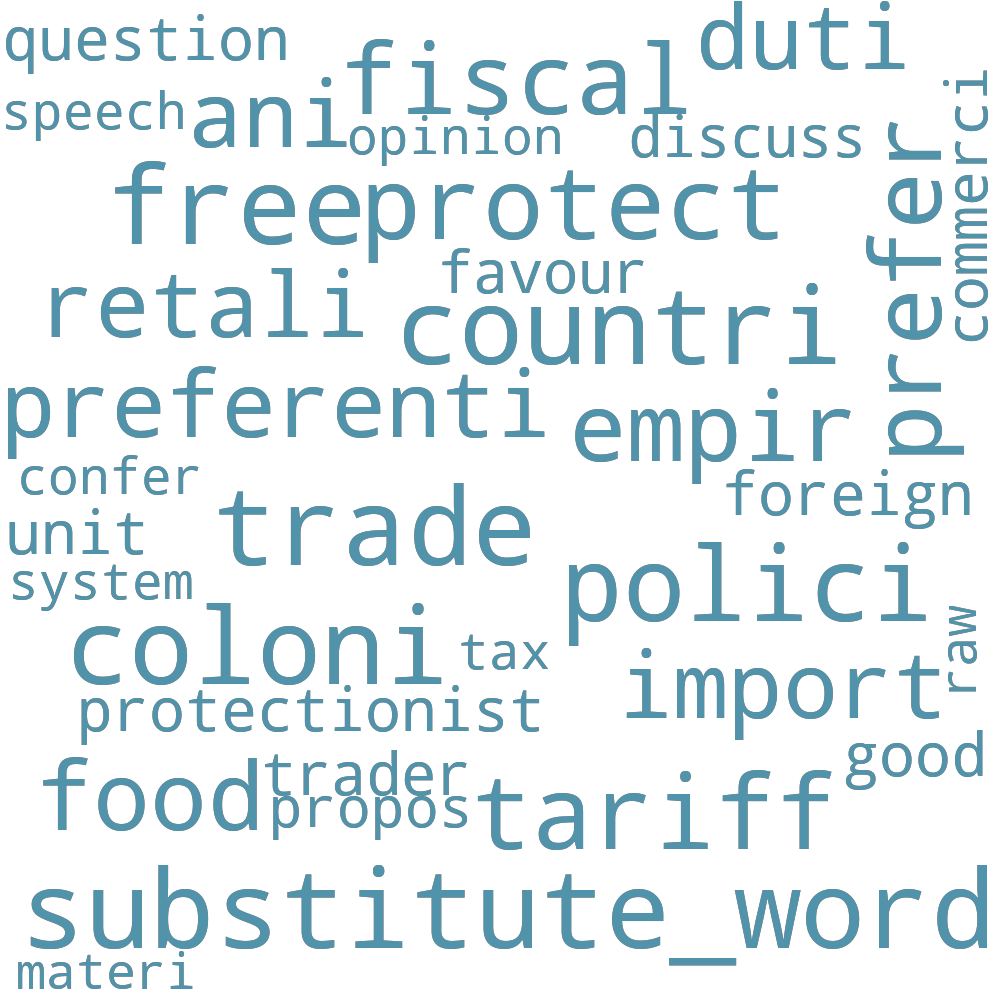 question
duti
fiscal
speech
ani
opinion
discuss
commerci
prefer
free
protect
favour
retali
countri
preferenti
empir
confer
foreign
trade
unit
system
polici
coloni
tax
raw
import
protectionist
good
food
trader
propos
tariff
substitute_word
materi